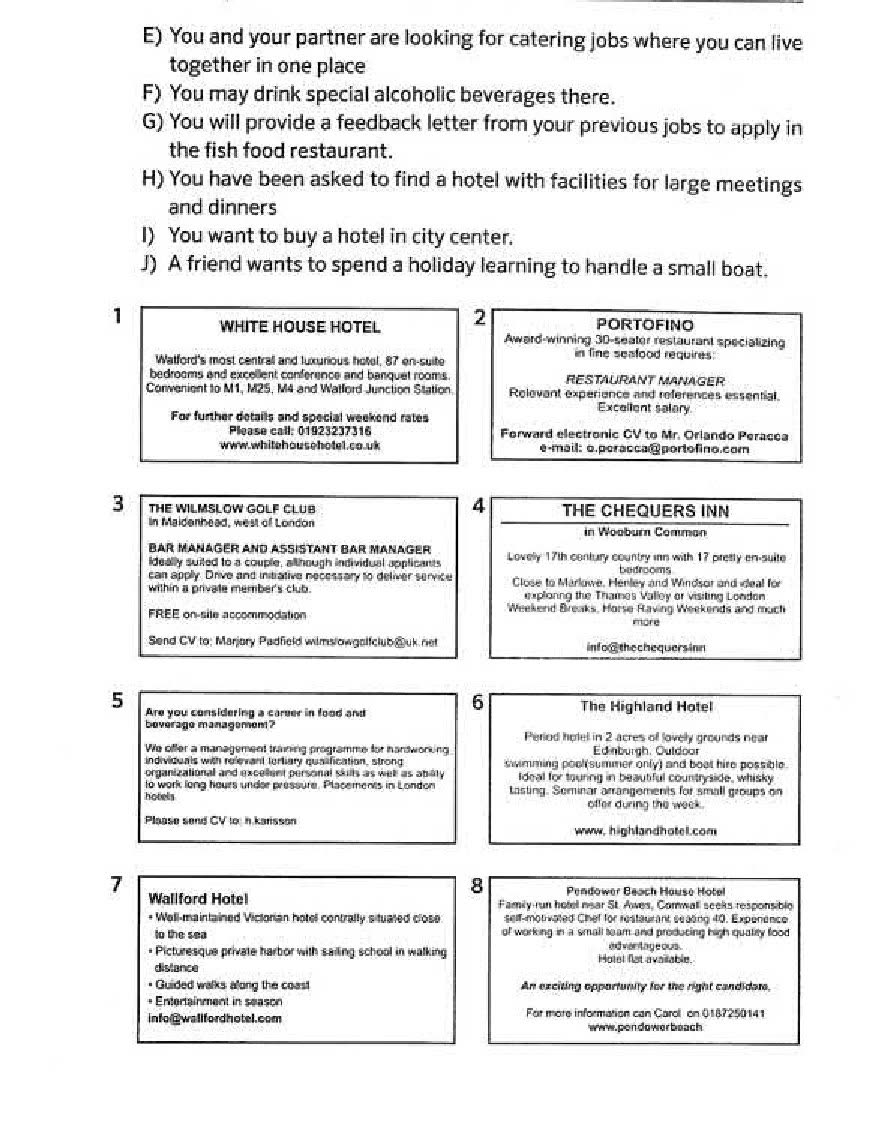 E) You and your partner are looking for catering jobs where you can live
together in one place
F) You may drink special alcoholic beverages there.
G) You will provide a feedback letter from your previous jobs to apply in
the fish food restaurant.
H) You have been asked to find a hotel with facilities for large meetings
and dinners
I) You want to buy a hotel in city center.
J) A friend wants to spend a holiday learning to handle a small boat.
1
WHITE HOUSE HOTEL
Watford's most central and luxurious hotel, 87 en-suite
bedrooms and excellent conference and banquet rooms.
Convenient to M1, M25, M4 and Watford Junction Station.
For further details and special weekend rates
Please call: 01923237316
www.whitehousehotel.co.uk
2
PORTOFINO
Award-winning 30-seater restaurant specializing
in fine seafood requires:
RESTAURANT MANAGER
Relevant experience and references essential.
Excellent salary.
Forward electronic CV to Mr. Orlando Peracca
e-mail: o.peracca@portofino.com
3
THE WILMSLOW GOLF CLUB
In Maidenhead, west of London
BAR MANAGER AND ASSISTANT BAR MANAGER
Ideally suited to a couple, although individual applicants
can apply. Drive and initiative necessary to deliver service
within a private member's club.
FREE on-site accommodation
Send CV to: Marjory Padfield wilmslowgolfclub@uk.net
4
THE CHEQUERS INN
in Wooburn Common
Lovely 17th century country inn with 17 pretty en-suite
bedrooms.
Close to Marlowe, Henley and Windsor and ideal for
exploring the Thames Valley or visiting London
Weekend Breaks, Horse Raving Weekends and much
more
info@thechequersinn
5
Are you considering a career in food and
beverage management?
We offer a management training programme for hardworking
individuals with relevant tertiary qualification, strong
organizational and excellent personal skills as well as ability
to work long hours under pressure. Placements in London
hotels
Please send CV to: h.karisson
6
The Highland Hotel
Period hotel in 2 acres of lovely grounds near
Edinburgh. Outdoor
swimming pool(summer only) and boat hire possible.
Ideal for touring in beautiful countryside, whisky
tasting. Seminar arrangements for small groups on
offer during the week.
www. highlandhotel.com
7
Wallford Hotel
• Well-maintained Victorian hotel centrally situated close
to the sea
• Picturesque private harbor with sailing school in walking
distance
• Guided walks along the coast
• Entertainment in season
info@wallfordhotel.com
8
Pendower Beach House Hotel
Family-run hotel near St. Awes, Cornwall seeks responsible
self-motivated Chef for restaurant seating 40. Experience
of working in a small team and producing high quality food
advantageous.
Hotel flat available.
An exciting opportunity for the right candidate.
For more information can Carol on 0187250141
www.pendowerbeach